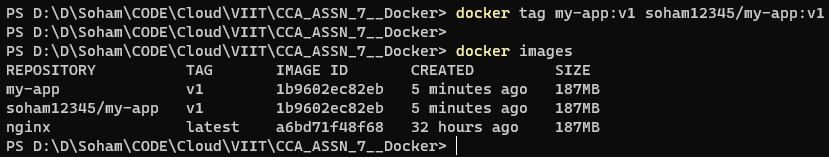 PS D:\D\Soham\CODE\Cloud\VIIT\CCA_ASSN_7__Docker> docker tag my-app:v1 soham12345/my-app:v1
PS D:\D\Soham\CODE\Cloud\VIIT\CCA_ASSN_7__Docker>
PS D:\D\Soham\CODE\Cloud\VIIT\CCA_ASSN_7__Docker> docker images
REPOSITORY          TAG       IMAGE ID       CREATED         SIZE
my-app              v1        1b9602ec82eb   5 minutes ago   187MB
soham12345/my-app   v1        1b9602ec82eb   5 minutes ago   187MB
nginx               latest    a6bd71f48f68   32 hours ago    187MB
PS D:\D\Soham\CODE\Cloud\VIIT\CCA_ASSN_7__Docker>